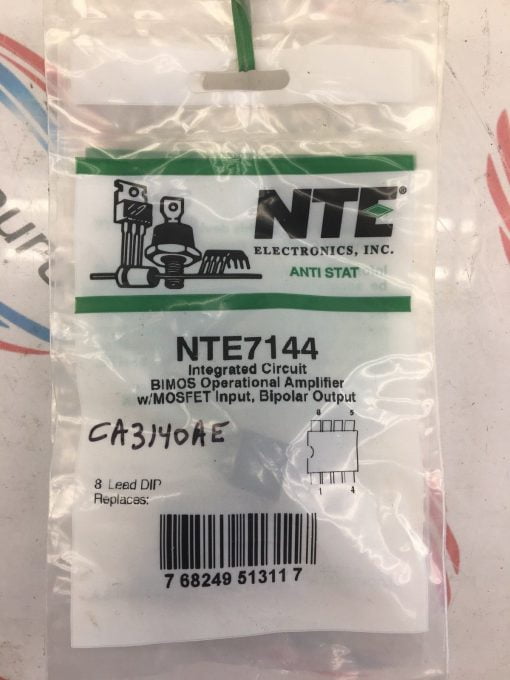 NTE®
ELECTRONICS, INC.
ANTI STAT
NTE7144
Integrated Circuit
BIMOS Operational Amplifier
w/MOSFET Input, Bipolar Output
CA3140AE
8 5
8 Lead DIP
Replaces:
1 4
7 68249 51311 7